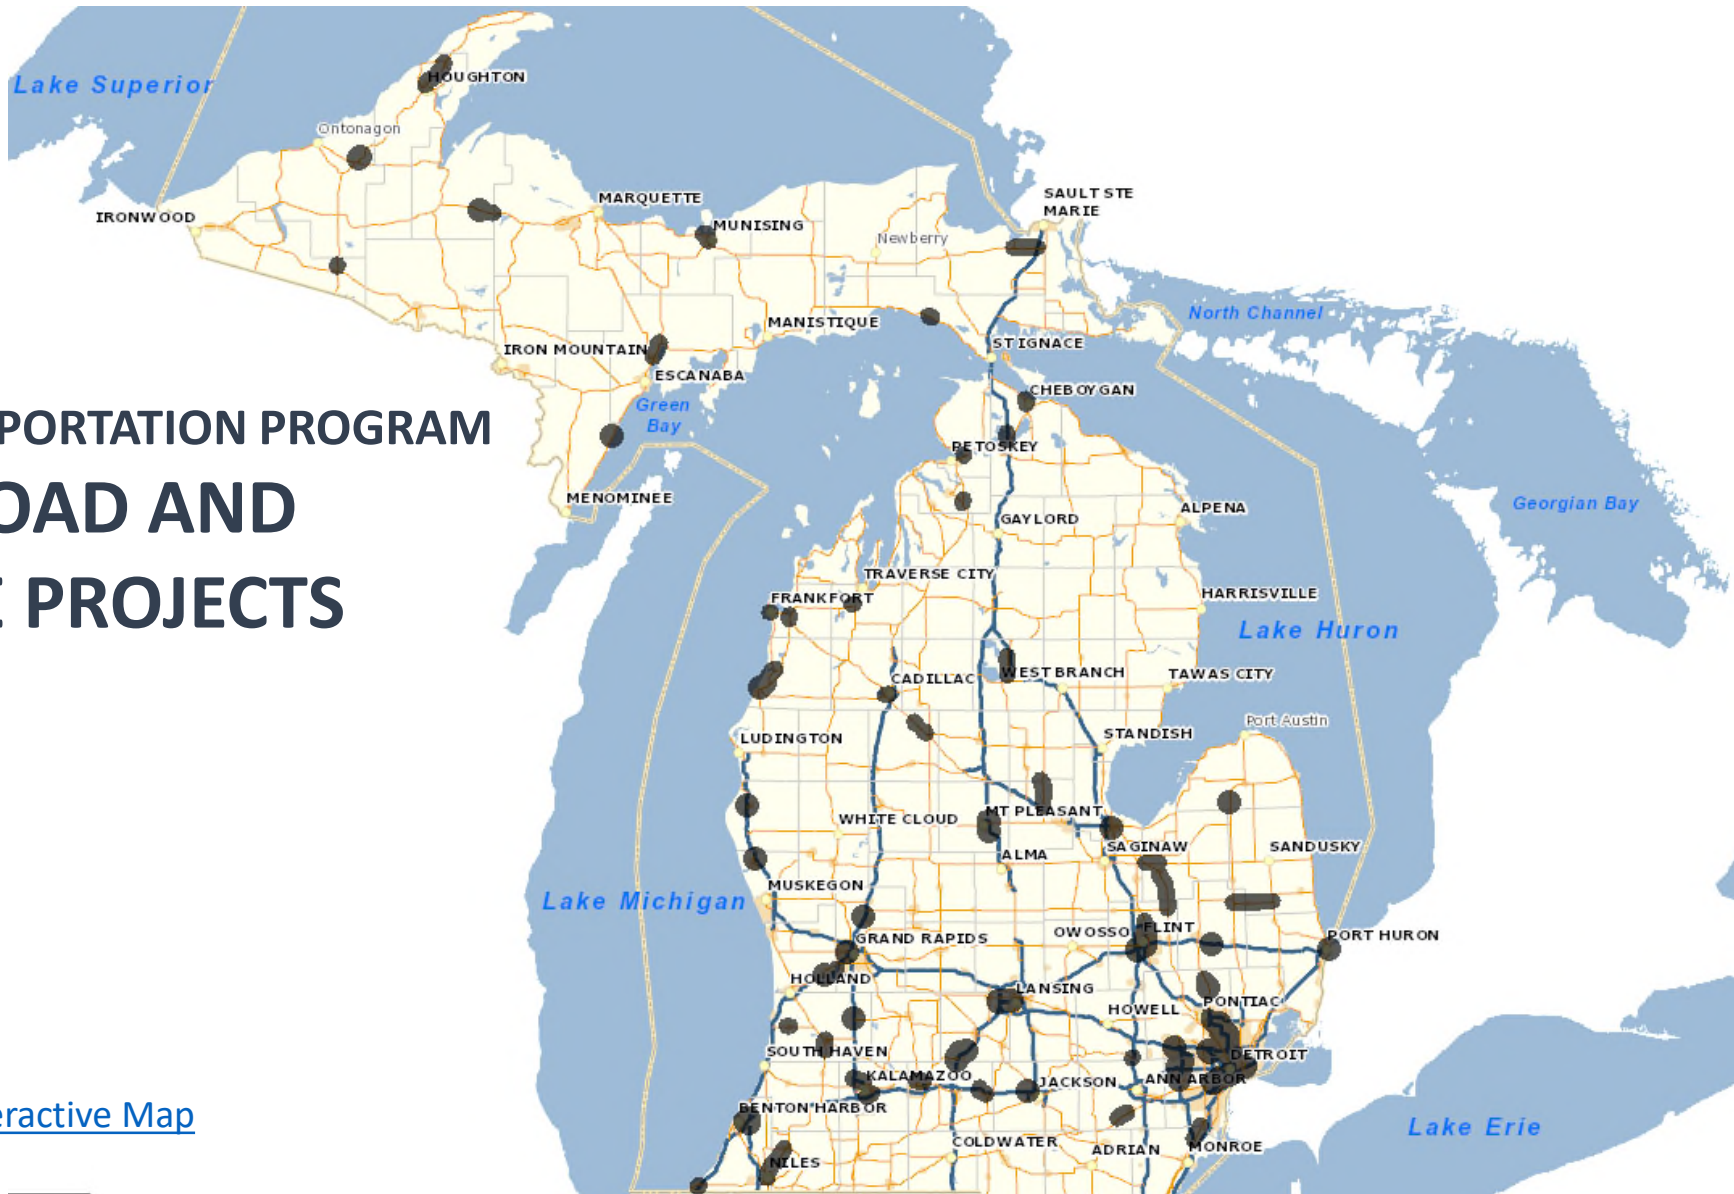 Lake Superior
HOUGHTON
Ontonagon
IRONWOOD
MARQUETTE
MUNISING
Newberry
SAULT STE
MARIE
North Channel
MANISTIQUE
ST IGNACE
IRON MOUNTAIN
ESCANABA
Green
Bay
CHEBOYGAN
PORTATION PROGRAM
PETOSKEY
OAD AND
MENOMINEE
GAYLORD
ALPENA
Georgian Bay
PROJECTS
TRAVERSE CITY
FRANKFORT
HARRISVILLE
Lake Huron
CADILLAC
WEST BRANCH
TAWAS CITY
Port Austin
LUDINGTON
STANDISH
WHITE CLOUD
MT PLEASANT
ALMA
SAGINAW
SANDUSKY
MUSKEGON
Lake Michigan
GRAND RAPIDS
OWOSSO
FLINT
PORT HURON
HOLLAND
LANSING
HOWELL
PONTIAC
SOUTH HAVEN
DETROIT
KALAMAZOO
JACKSON
ANN ARBOR
eractive Map
BENTON HARBOR
COLDWATER
ADRIAN
MONROE
Lake Erie
NILES